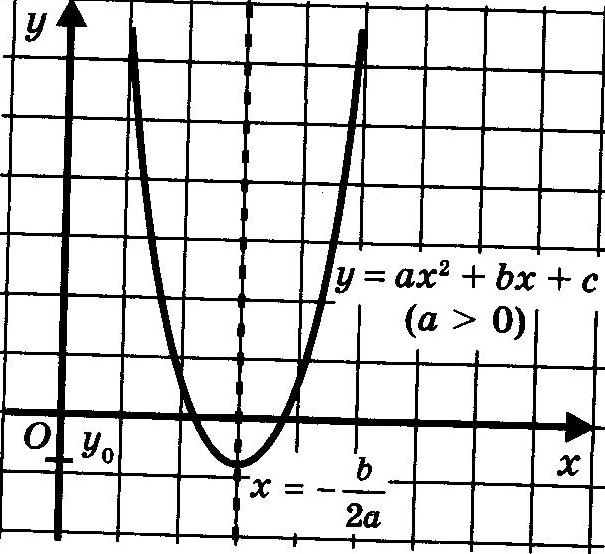 y
y = ax² + bx + c
(a > 0)
O
y₀
x
x = -b/2a